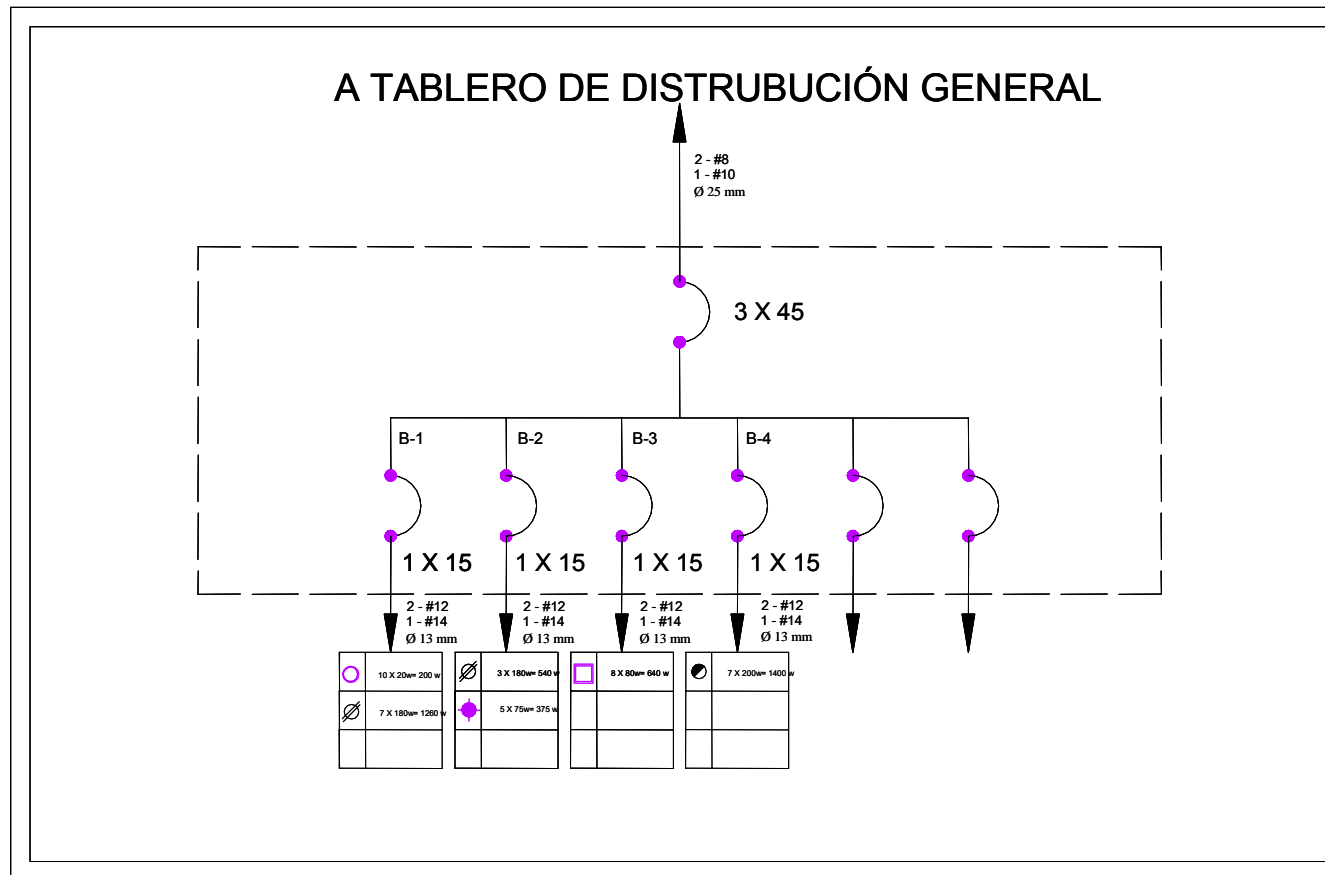 A TABLERO DE DISTRUBUCIÓN GENERAL
2 - #8
1 - #10
Ø 25 mm
3 X 45
B-1
B-2
B-3
B-4
1 X 15
1 X 15
1 X 15
1 X 15
2 - #12
1 - #14
Ø 13 mm
2 - #12
1 - #14
Ø 13 mm
2 - #12
1 - #14
Ø 13 mm
2 - #12
1 - #14
Ø 13 mm
10 X 20w= 200 w
7 X 180w= 1260 w
3 X 180w= 540 w
5 X 75w= 375 w
8 X 80w= 640 w
7 X 200w= 1400 w